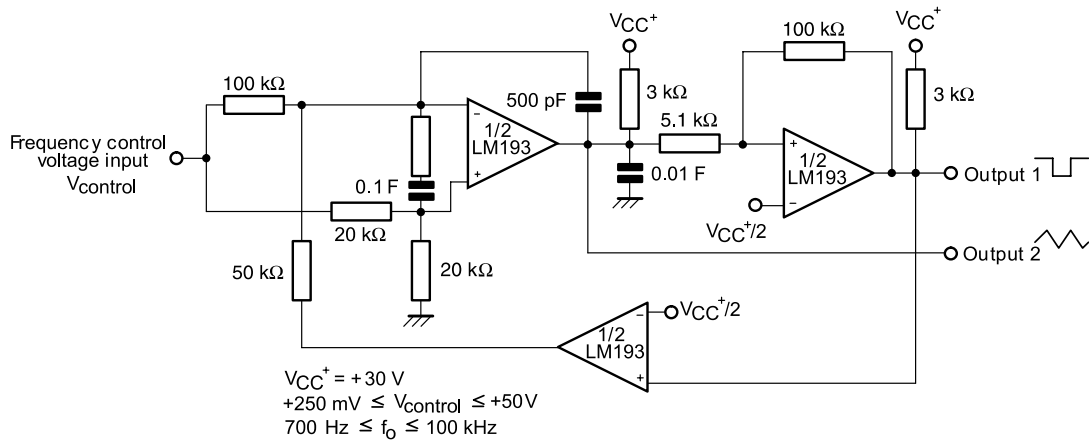 VCC+
VCC+
100 kΩ
100 kΩ
500 pF
3 kΩ
3 kΩ
5.1 kΩ
−
1/2
LM193
+
Frequency control
voltage input
Vcontrol
0.1 F
+
1/2
LM193
−
0.01 F
Output 1
VCC+/2
20 kΩ
Output 2
50 kΩ
20 kΩ
−
1/2
LM193
+
VCC+/2
VCC+ = +30 V
+250 mV ≤ Vcontrol ≤ +50V
700 Hz ≤ fo ≤ 100 kHz